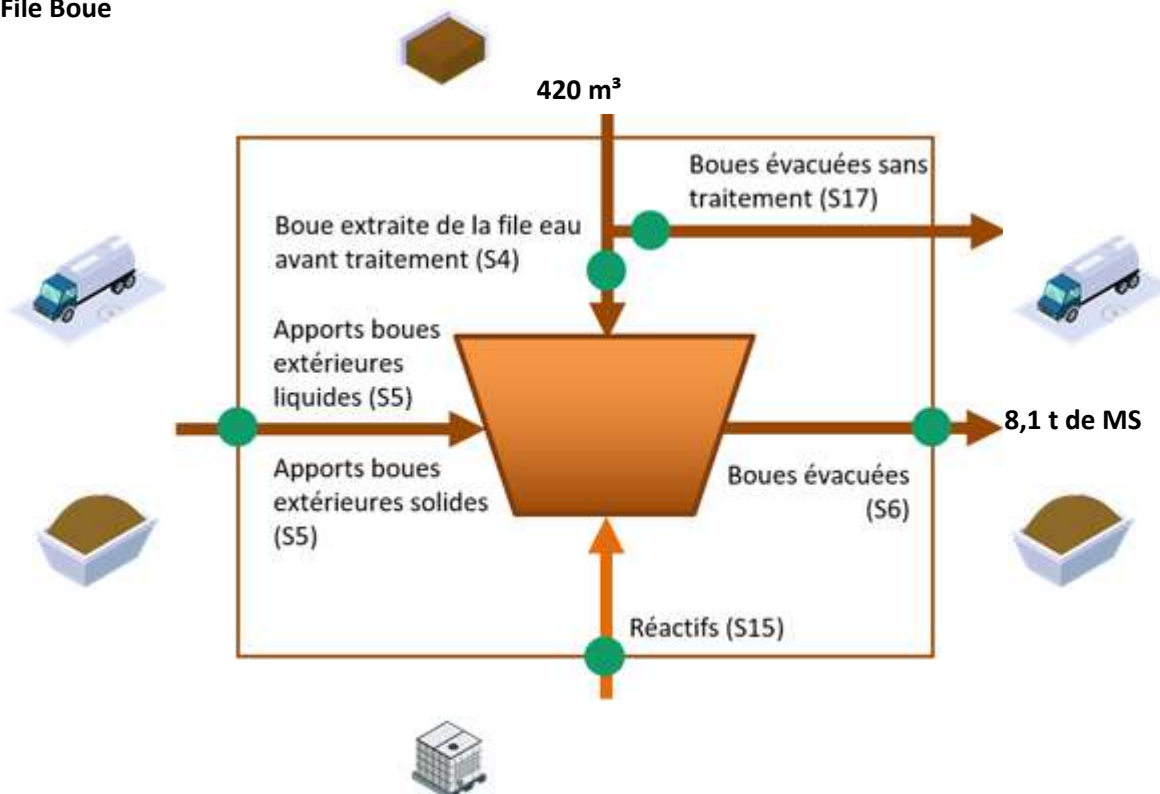 File Boue
420 m³
Boues évacuées sans
traitement (S17)
Boue extraite de la file eau
avant traitement (S4)
Apports boues
extérieures
liquides (S5)
8,1 t de MS
Apports boues
extérieures solides
(S5)
Boues évacuées
(S6)
Réactifs (S15)